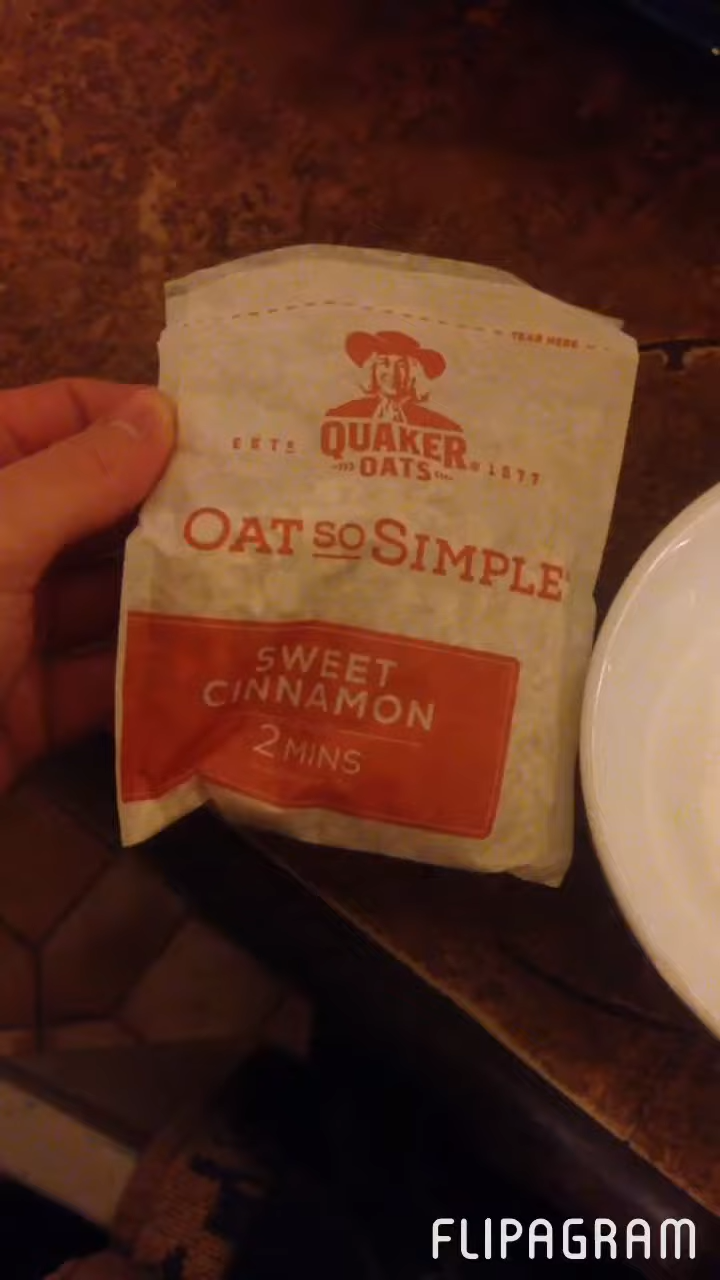 TEAR HERE
QUAKER
ESTD OATS 1877
OAT SO SIMPLE
SWEET
CINNAMON
2 MINS
FLIPAGRAM